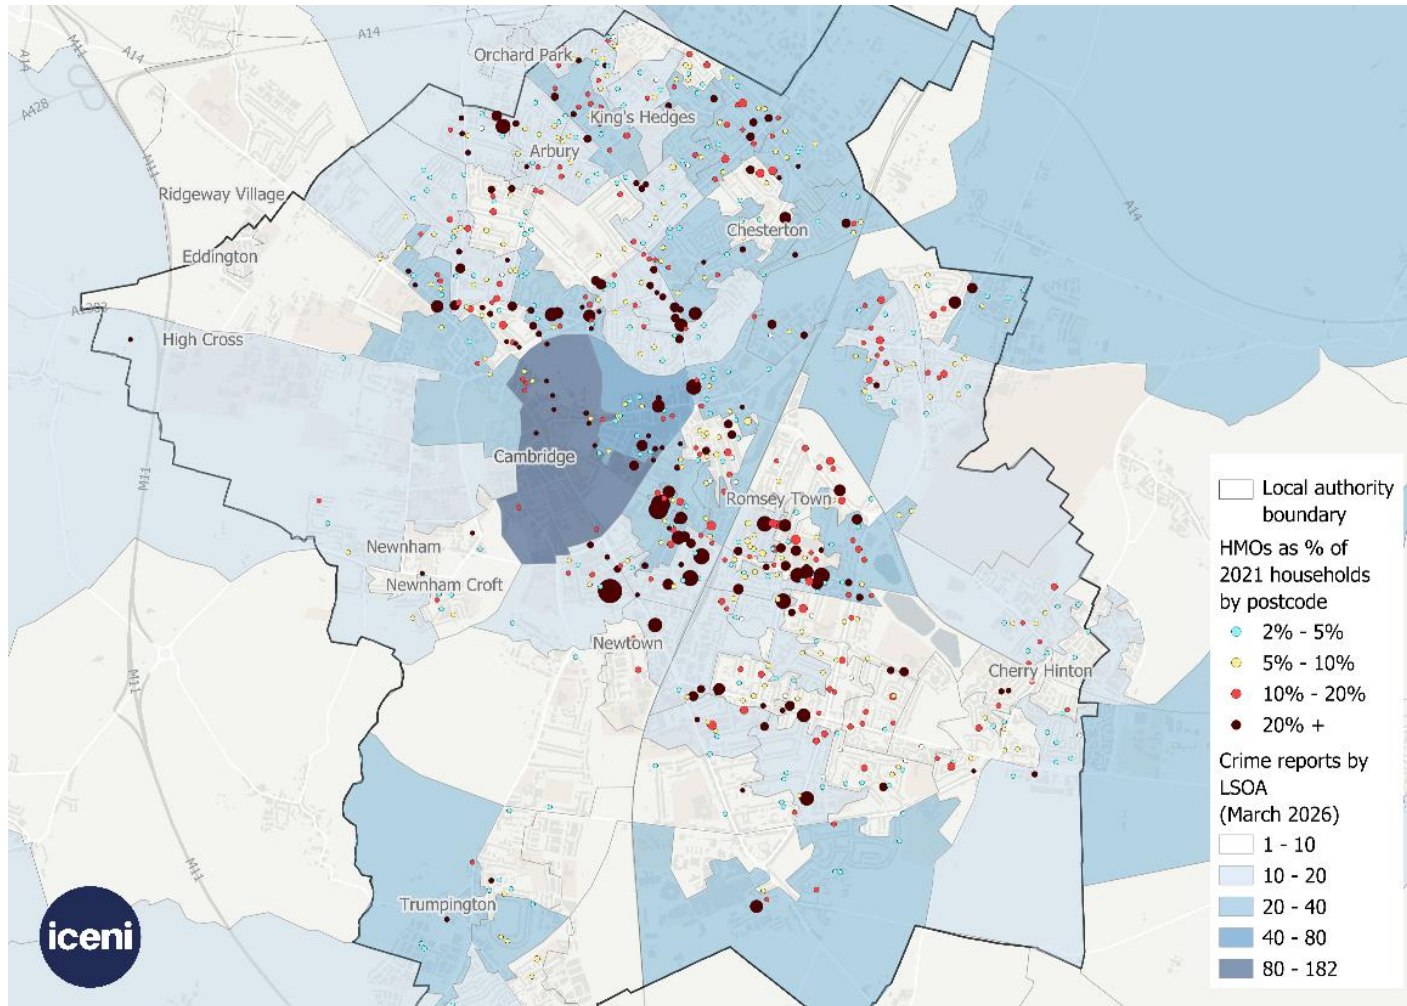 A14
M11
A14
A14
Orchard Park
A428
King's Hedges
Arbury
M11
Ridgeway Village
A14
Chesterton
Eddington
High Cross
Cambridge
M11
Romsey Town
Newnham
Newnham Croft
Newtown
Cherry Hinton
M11
M11
Trumpington
iceni
Local authority
boundary
HMOs as % of
2021 households
by postcode
2% - 5%
5% - 10%
10% - 20%
20% +
Crime reports by
LSOA
(March 2026)
1 - 10
10 - 20
20 - 40
40 - 80
80 - 182